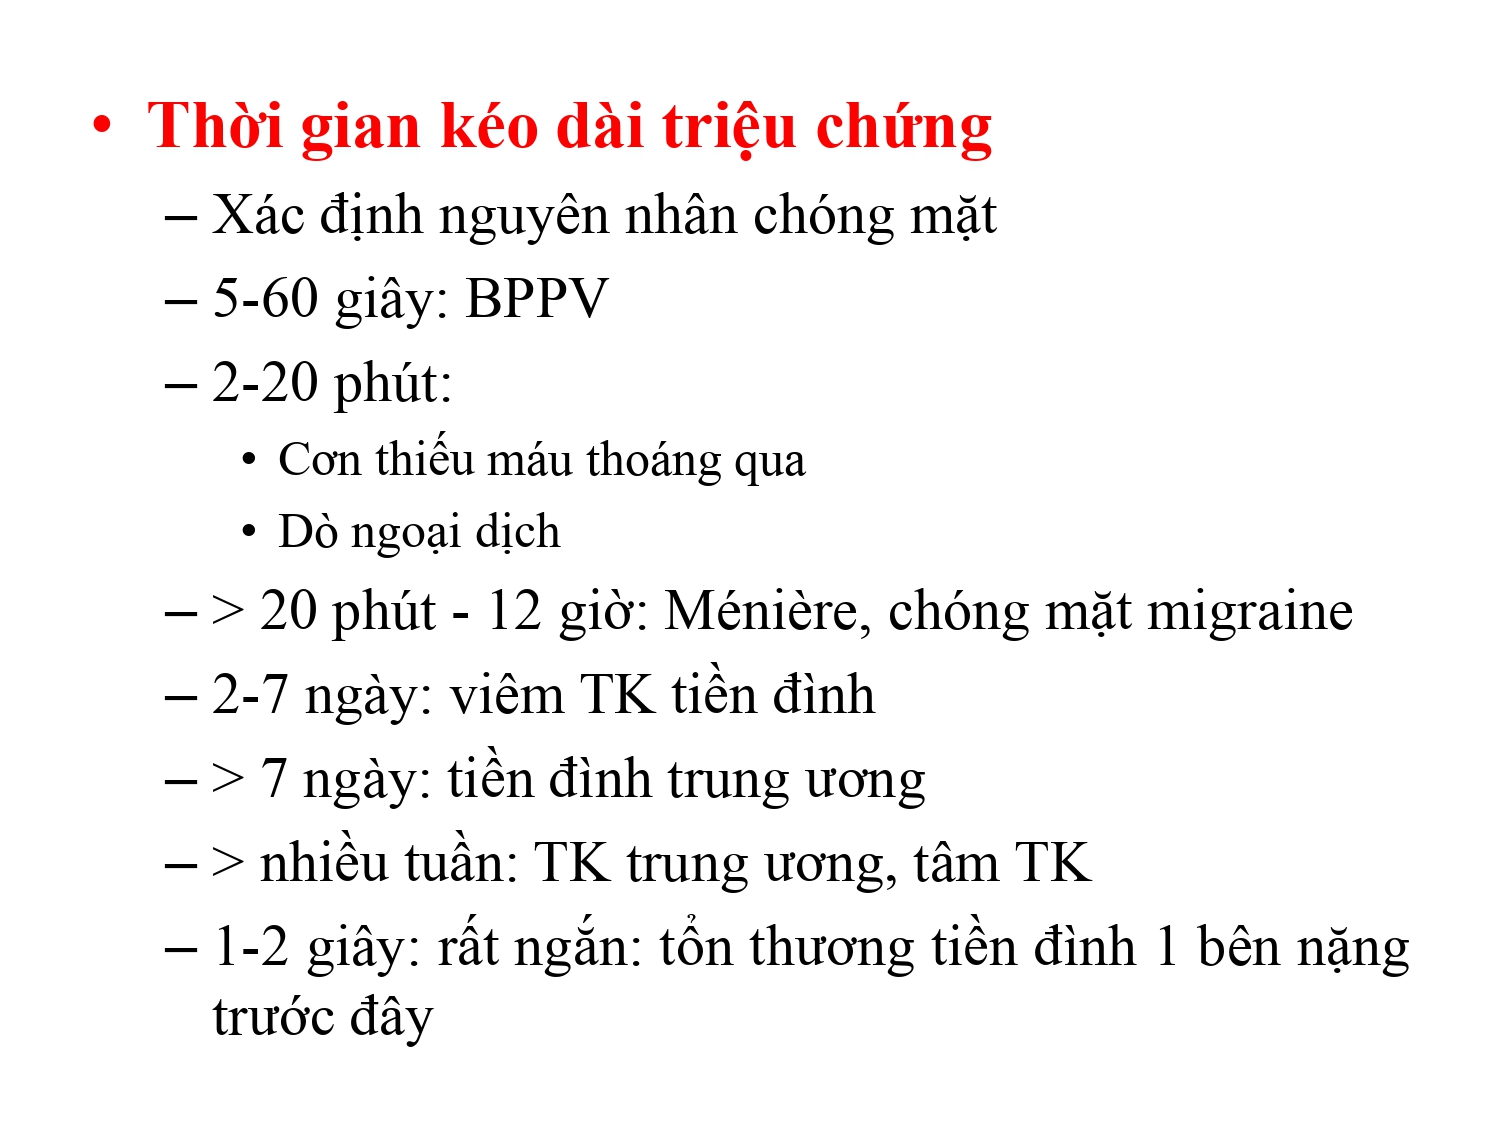 • Thời gian kéo dài triệu chứng
– Xác định nguyên nhân chóng mặt
– 5-60 giây: BPPV
– 2-20 phút:
• Cơn thiếu máu thoáng qua
• Dò ngoại dịch
– > 20 phút - 12 giờ: Ménière, chóng mặt migraine
– 2-7 ngày: viêm TK tiền đình
– > 7 ngày: tiền đình trung ương
– > nhiều tuần: TK trung ương, tâm TK
– 1-2 giây: rất ngắn: tổn thương tiền đình 1 bên nặng
trước đây